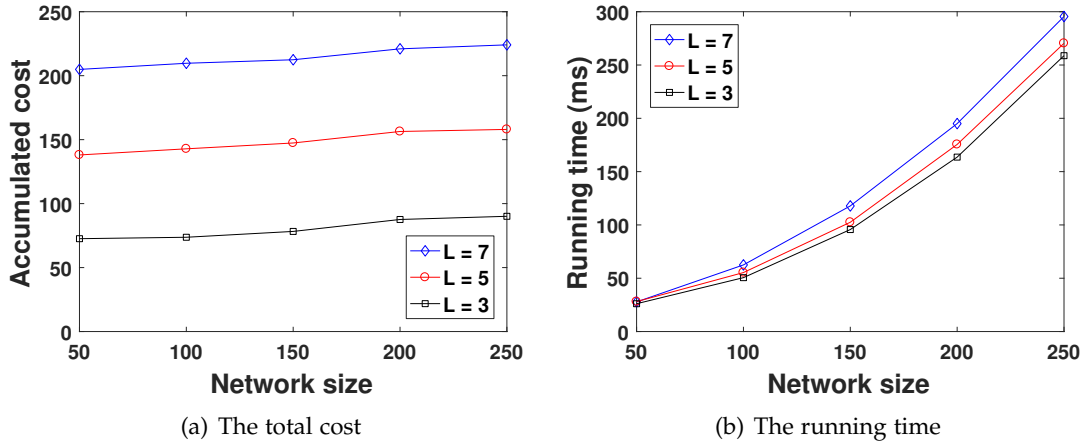 250
200
150
100
50
0
Accumulated cost
L = 7
L = 5
L = 3
50 100 150 200 250
Network size
(a) The total cost
300
250
200
150
100
50
0
Running time (ms)
L = 7
L = 5
L = 3
50 100 150 200 250
Network size
(b) The running time